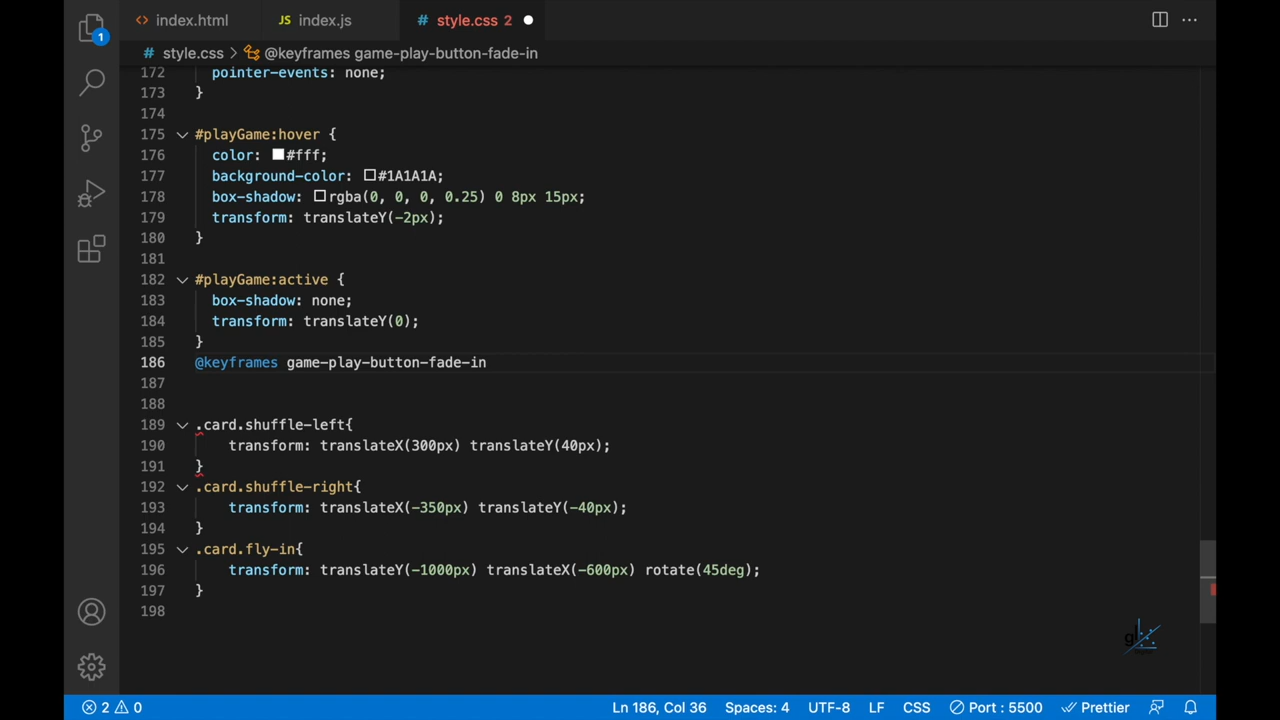 index.html JS index.js # style.css 2
# style.css > @keyframes game-play-button-fade-in
1
172 pointer-events: none;
173 }
174
175 #playGame:hover {
176 color: #fff;
177 background-color: #1A1A1A;
178 box-shadow: rgba(0, 0, 0, 0.25) 0 8px 15px;
179 transform: translateY(-2px);
180 }
181
182 #playGame:active {
183 box-shadow: none;
184 transform: translateY(0);
185 }
186 @keyframes game-play-button-fade-in
187
188
189 .card.shuffle-left{
190 transform: translateX(300px) translateY(40px);
191 }
192 .card.shuffle-right{
193 transform: translateX(-350px) translateY(-40px);
194 }
195 .card.fly-in{
196 transform: translateY(-1000px) translateX(-600px) rotate(45deg);
197 }
198
2 0 Ln 186, Col 36 Spaces: 4 UTF-8 LF CSS Port : 5500 Prettier